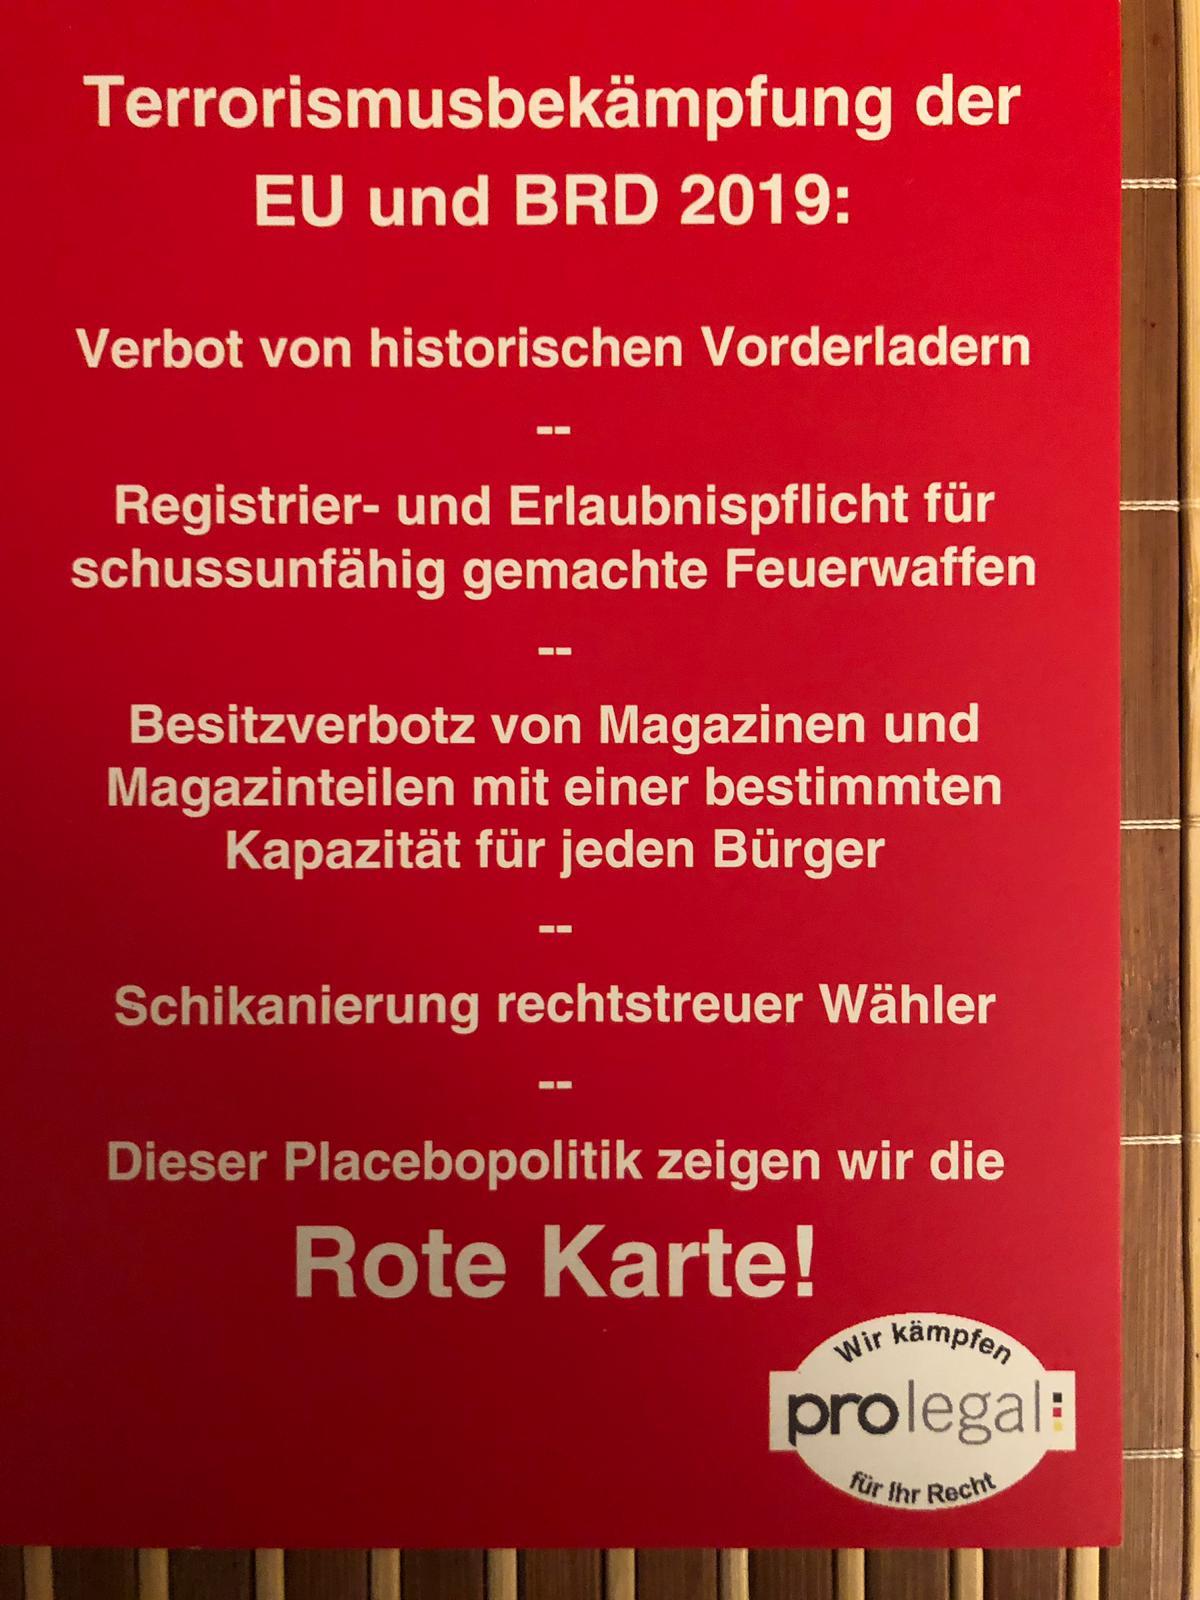 Terrorismusbekämpfung der
EU und BRD 2019:
Verbot von historischen Vorderladern
--
Registrier- und Erlaubnispflicht für
schussunfähig gemachte Feuerwaffen
--
Besitzverbotz von Magazinen und
Magazinteilen mit einer bestimmten
Kapazität für jeden Bürger
--
Schikanierung rechtstreuer Wähler
--
Dieser Placebopolitik zeigen wir die
Rote Karte!
Wir kämpfen
prolegal:
für Ihr Recht